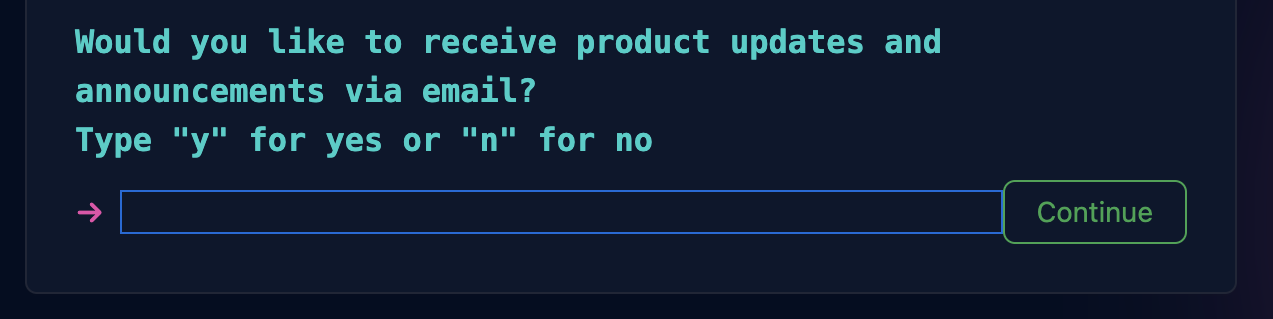 Would you like to receive product updates and
announcements via email?
Type "y" for yes or "n" for no
→ Continue